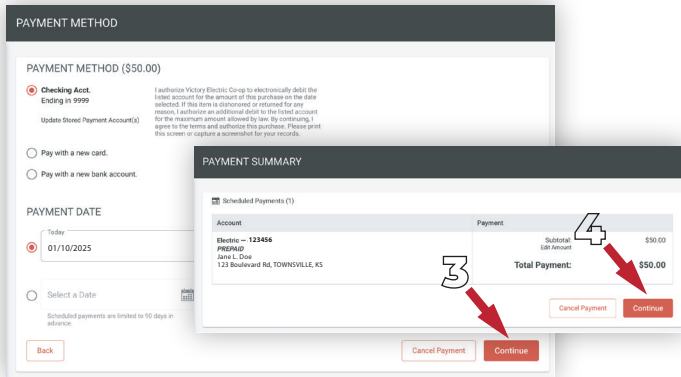 PAYMENT METHOD
PAYMENT METHOD ($50.00)
Checking Acct.
Ending in 9999
Update Stored Payment Account(s)
I authorize Victory Electric Co-op to electronically debit the
listed account for the amount of this purchase on the date
selected. If this item is dishonored or returned for any
reason, I authorize an additional debit to the listed account
for the maximum amount allowed by law. By continuing, I
agree to the terms and authorize this purchase. Please print
this screen or capture a screenshot for your records.
Pay with a new card.
Pay with a new bank account.
PAYMENT DATE
Today
01/10/2025
Select a Date
Scheduled payments are limited to 90 days in
advance.
Back
Cancel Payment
Continue
3
PAYMENT SUMMARY
Scheduled Payments (1)
Account
Payment
Electric — 123456
PREPAID
Jane L. Doe
123 Boulevard Rd, TOWNSVILLE, KS
Subtotal: $50.00
Edit Amount
Total Payment: $50.00
4
Cancel Payment
Continue